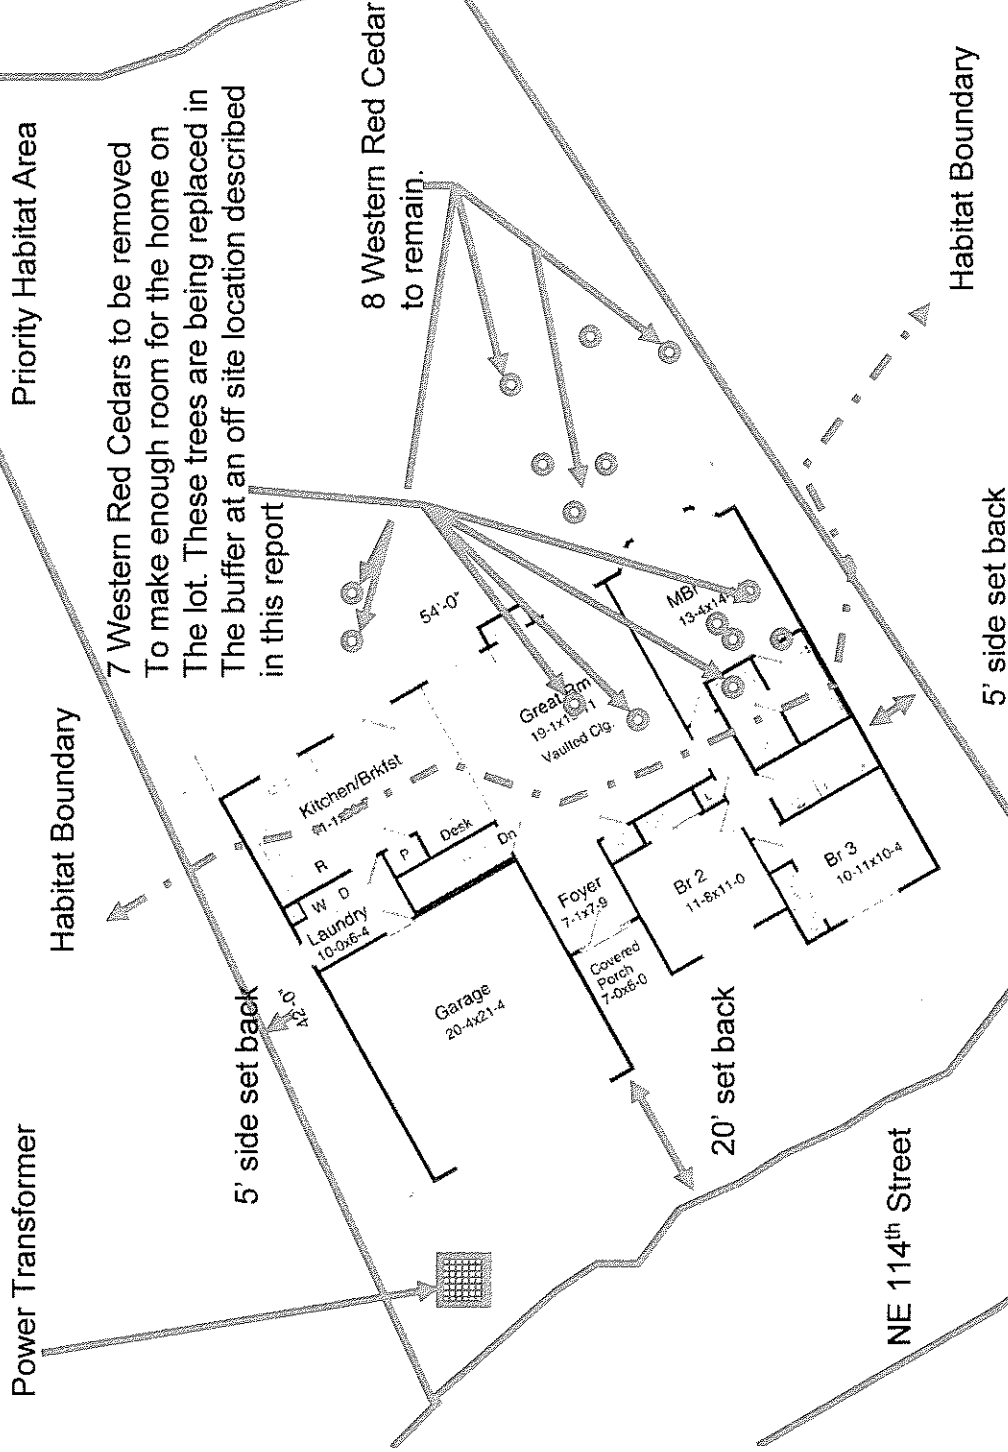 Power Transformer
Habitat Boundary
Priority Habitat Area
7 Western Red Cedars to be removed
To make enough room for the home on
The lot. These trees are being replaced in
The buffer at an off site location described
in this report
8 Western Red Cedar
to remain.
5' side set back
42'-0"
54'-0"
Kitchen/Brkfst
R
W D
P
Desk
Dn
Laundry
10-0x6-4
Great Rm
Vaulted Clg.
MBr
Garage
20-4x21-4
Foyer
7-1x7-9
Covered
Porch
7-0x6-0
L
Br 2
11-8x11-0
Br 3
10-11x10-4
20' set back
NE 114th Street
5' side set back
Habitat Boundary